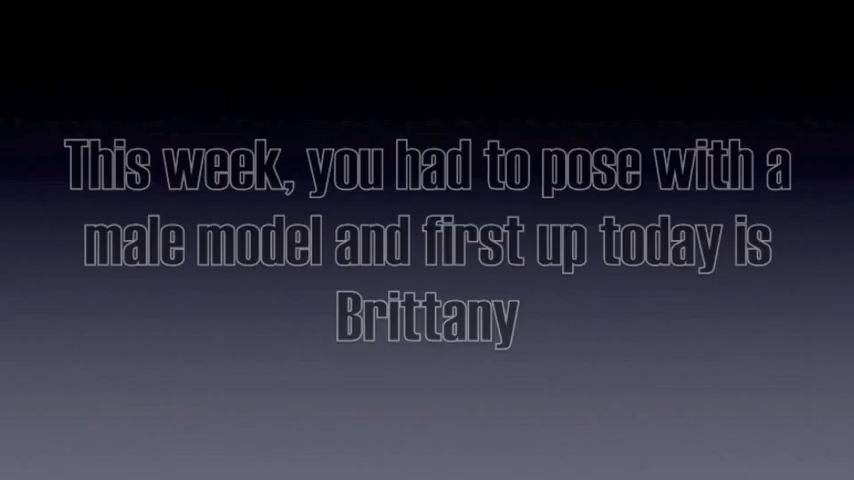 This week, you had to pose with a
male model and first up today is
Brittany